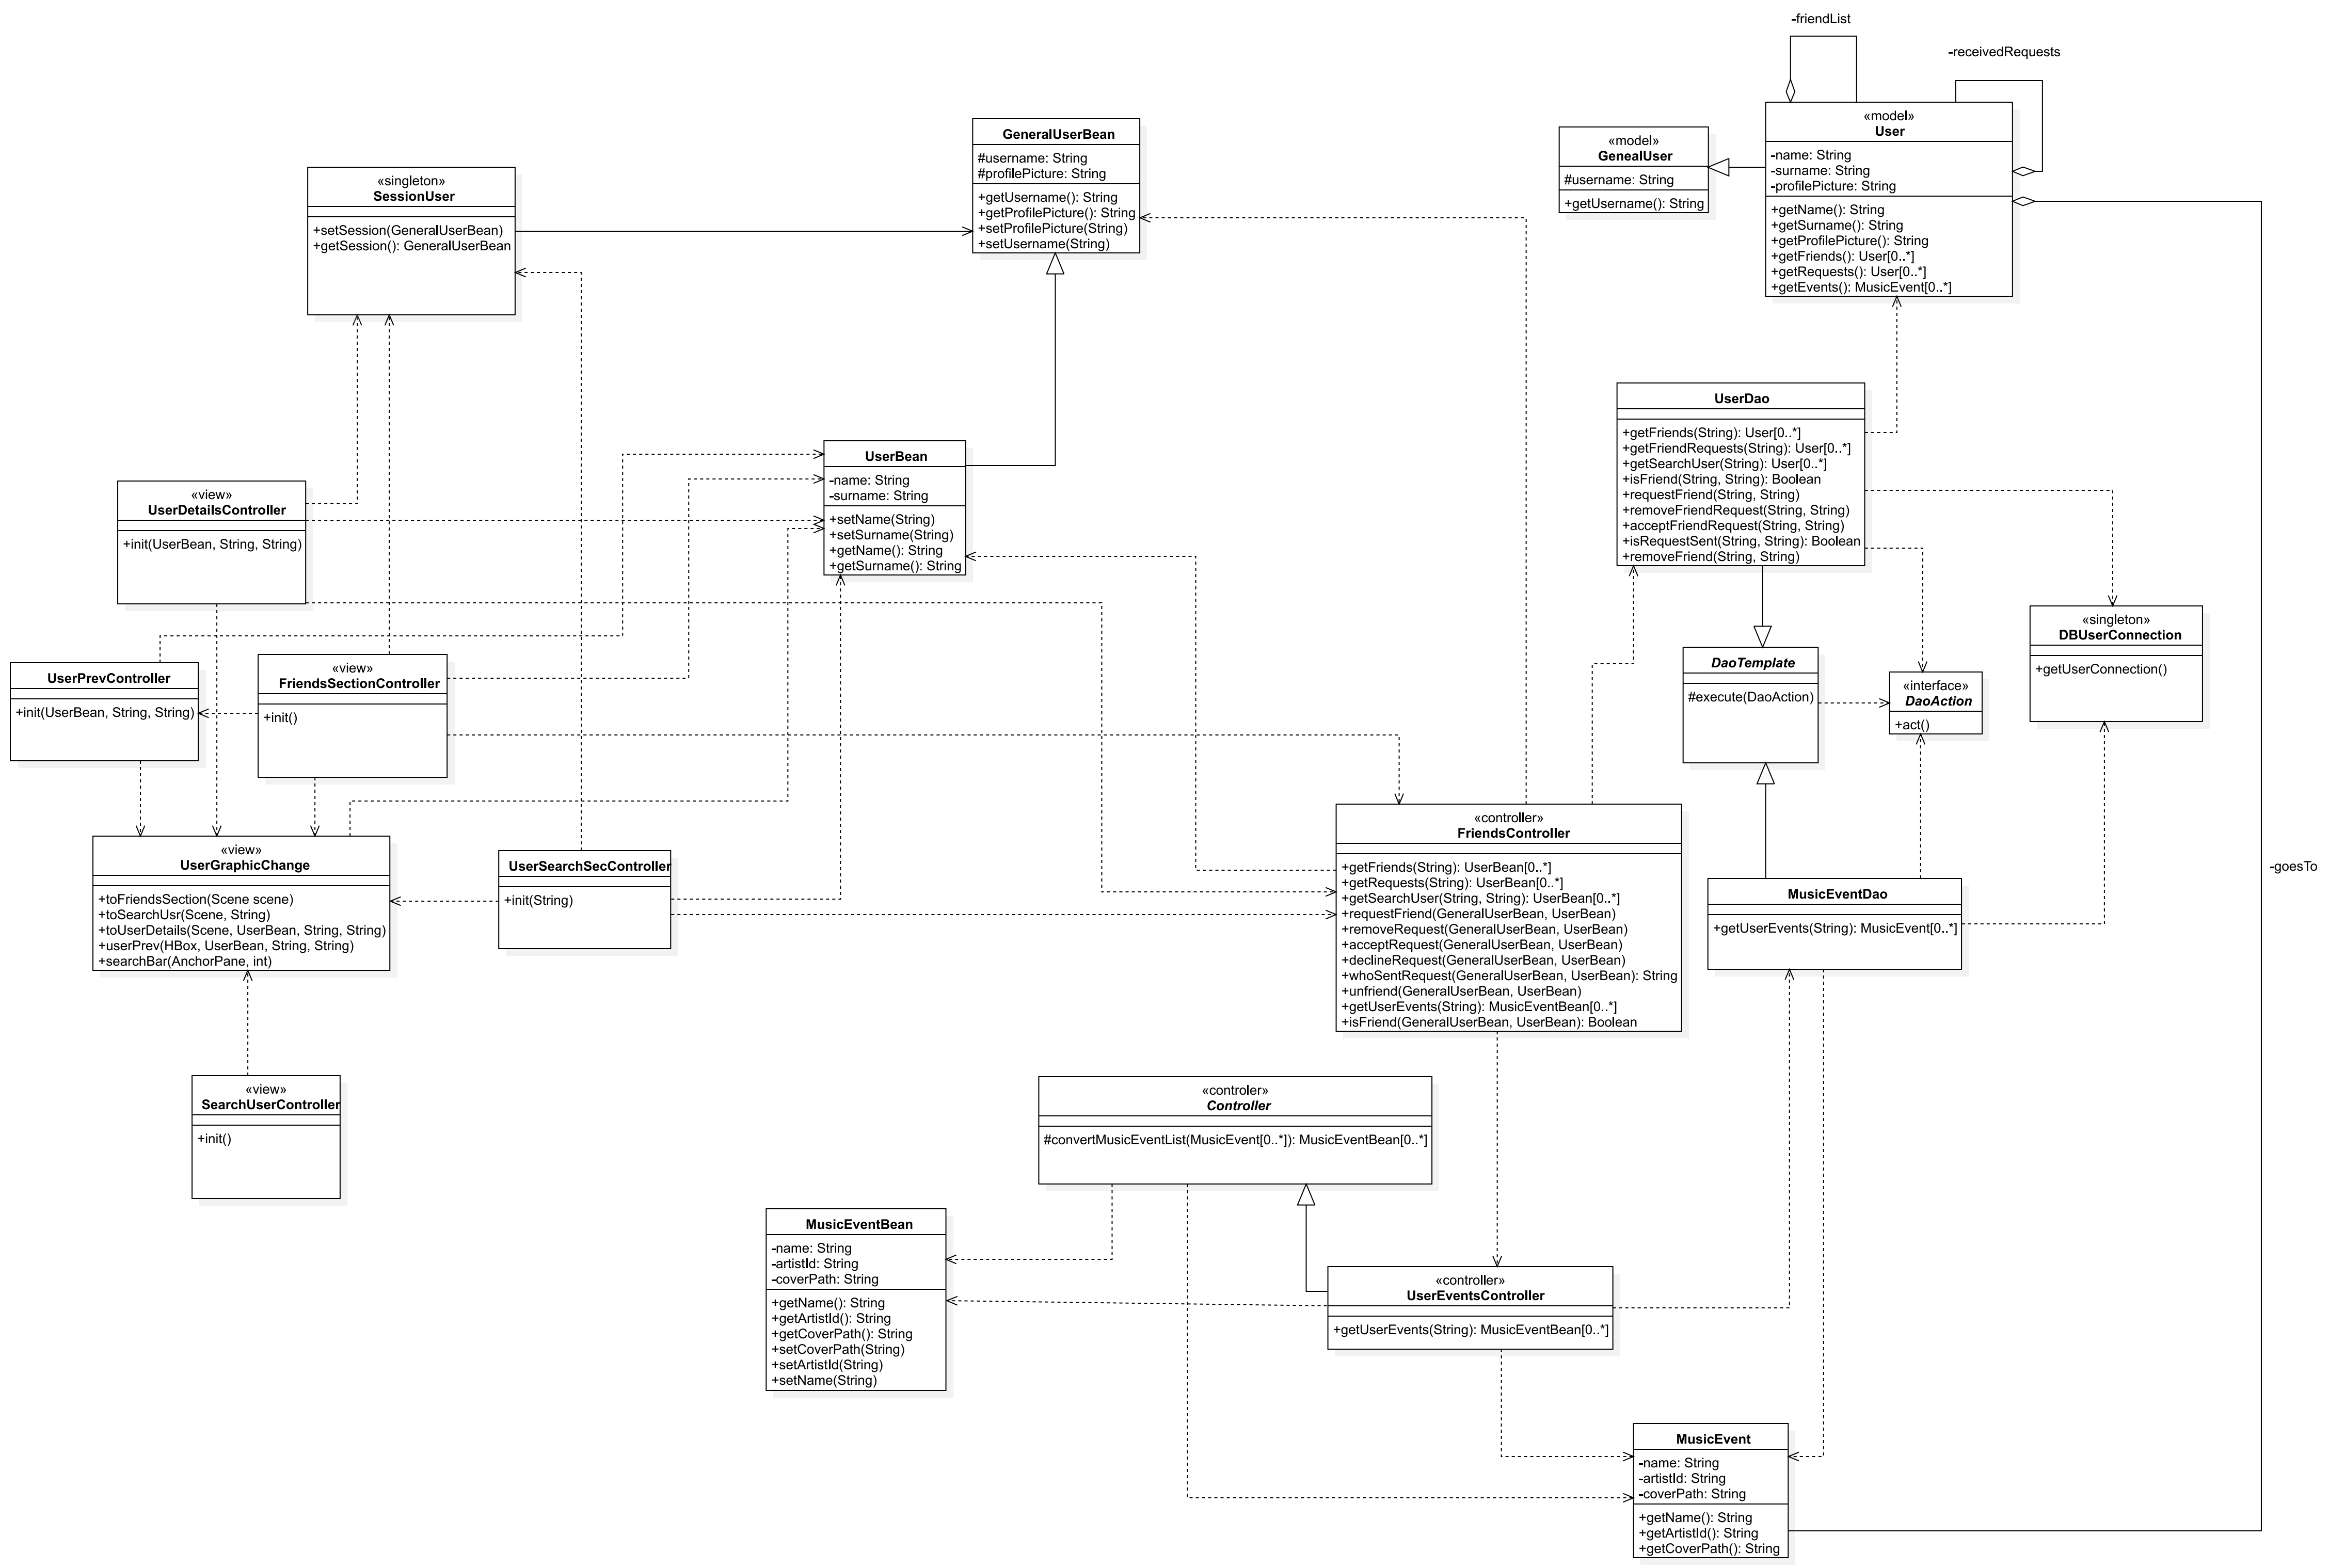 -friendList
-receivedRequests
«model»
User
-name: String
-surname: String
-profilePicture: String
+getName(): String
+getSurname(): String
+getProfilePicture(): String
+getFriends(): User[0..*]
+getRequests(): User[0..*]
+getEvents(): MusicEvent[0..*]
«model»
GenealUser
#username: String
+getUsername(): String
GeneralUserBean
#username: String
#profilePicture: String
+getUsername(): String
+getProfilePicture(): String
+setProfilePicture(String)
+setUsername(String)
«singleton»
SessionUser
+setSession(GeneralUserBean)
+getSession(): GeneralUserBean
UserDao
+getFriends(String): User[0..*]
+getFriendRequests(String): User[0..*]
+getSearchUser(String): User[0..*]
+isFriend(String, String): Boolean
+requestFriend(String, String)
+removeFriendRequest(String, String)
+acceptFriendRequest(String, String)
+isRequestSent(String, String): Boolean
+removeFriend(String, String)
UserBean
-name: String
-surname: String
+setName(String)
+setSurname(String)
+getName(): String
+getSurname(): String
«view»
UserDetailsController
+init(UserBean, String, String)
«singleton»
DBUserConnection
+getUserConnection()
DaoTemplate
#execute(DaoAction)
«interface»
DaoAction
+act()
UserPrevController
+init(UserBean, String, String)
«view»
FriendsSectionController
+init()
«view»
UserGraphicChange
+toFriendsSection(Scene scene)
+toSearchUsr(Scene, String)
+toUserDetails(Scene, UserBean, String, String)
+userPrev(HBox, UserBean, String, String)
+searchBar(AnchorPane, int)
UserSearchSecController
+init(String)
«controller»
FriendsController
+getFriends(String): UserBean[0..*]
+getRequests(String): UserBean[0..*]
+getSearchUser(String, String): UserBean[0..*]
+requestFriend(GeneralUserBean, UserBean)
+removeRequest(GeneralUserBean, UserBean)
+acceptRequest(GeneralUserBean, UserBean)
+declineRequest(GeneralUserBean, UserBean)
+whoSentRequest(GeneralUserBean, UserBean): String
+unfriend(GeneralUserBean, UserBean)
+getUserEvents(String): MusicEventBean[0..*]
+isFriend(GeneralUserBean, UserBean): Boolean
MusicEventDao
+getUserEvents(String): MusicEvent[0..*]
-goesTo
«view»
SearchUserController
+init()
«controler»
Controller
#convertMusicEventList(MusicEvent[0..*]): MusicEventBean[0..*]
MusicEventBean
-name: String
-artistId: String
-coverPath: String
+getName(): String
+getArtistId(): String
+getCoverPath(): String
+setCoverPath(String)
+setArtistId(String)
+setName(String)
«controller»
UserEventsController
+getUserEvents(String): MusicEventBean[0..*]
MusicEvent
-name: String
-artistId: String
-coverPath: String
+getName(): String
+getArtistId(): String
+getCoverPath(): String